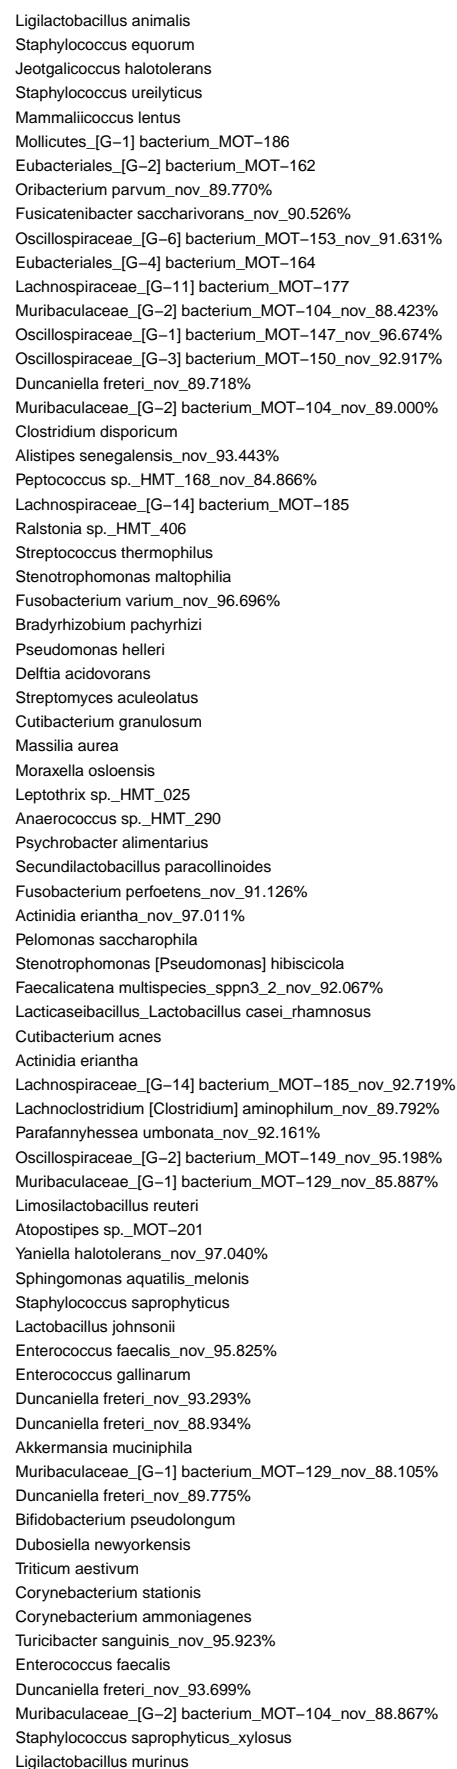 Ligilactobacillus animalis
Staphylococcus equorum
Jeotgalicoccus halotolerans
Staphylococcus ureilyticus
Mammaliicoccus lentus
Mollicutes_[G−1] bacterium_MOT−186
Eubacteriales_[G−2] bacterium_MOT−162
Oribacterium parvum_nov_89.770%
Fusicatenibacter saccharivorans_nov_90.526%
Oscillospiraceae_[G−6] bacterium_MOT−153_nov_91.631%
Eubacteriales_[G−4] bacterium_MOT−164
Lachnospiraceae_[G−11] bacterium_MOT−177
Muribaculaceae_[G−2] bacterium_MOT−104_nov_88.423%
Oscillospiraceae_[G−1] bacterium_MOT−147_nov_96.674%
Oscillospiraceae_[G−3] bacterium_MOT−150_nov_92.917%
Duncaniella freteri_nov_89.718%
Muribaculaceae_[G−2] bacterium_MOT−104_nov_89.000%
Clostridium disporicum
Alistipes senegalensis_nov_93.443%
Peptococcus sp._HMT_168_nov_84.866%
Lachnospiraceae_[G−14] bacterium_MOT−185
Ralstonia sp._HMT_406
Streptococcus thermophilus
Stenotrophomonas maltophilia
Fusobacterium varium_nov_96.696%
Bradyrhizobium pachyrhizi
Pseudomonas helleri
Delftia acidovorans
Streptomyces aculeolatus
Cutibacterium granulosum
Massilia aurea
Moraxella osloensis
Leptothrix sp._HMT_025
Anaerococcus sp._HMT_290
Psychrobacter alimentarius
Secundilactobacillus paracollinoides
Fusobacterium perfoetens_nov_91.126%
Actinidia eriantha_nov_97.011%
Pelomonas saccharophila
Stenotrophomonas [Pseudomonas] hibiscicola
Faecalicatena multispecies_sppn3_2_nov_92.067%
Lacticaseibacillus_Lactobacillus casei_rhamnosus
Cutibacterium acnes
Actinidia eriantha
Lachnospiraceae_[G−14] bacterium_MOT−185_nov_92.719%
Lachnoclostridium [Clostridium] aminophilum_nov_89.792%
Parafannyhessea umbonata_nov_92.161%
Oscillospiraceae_[G−2] bacterium_MOT−149_nov_95.198%
Muribaculaceae_[G−1] bacterium_MOT−129_nov_85.887%
Limosilactobacillus reuteri
Atopostipes sp._MOT−201
Yaniella halotolerans_nov_97.040%
Sphingomonas aquatilis_melonis
Staphylococcus saprophyticus
Lactobacillus johnsonii
Enterococcus faecalis_nov_95.825%
Enterococcus gallinarum
Duncaniella freteri_nov_93.293%
Duncaniella freteri_nov_88.934%
Akkermansia muciniphila
Muribaculaceae_[G−1] bacterium_MOT−129_nov_88.105%
Duncaniella freteri_nov_89.775%
Bifidobacterium pseudolongum
Dubosiella newyorkensis
Triticum aestivum
Corynebacterium stationis
Corynebacterium ammoniagenes
Turicibacter sanguinis_nov_95.923%
Enterococcus faecalis
Duncaniella freteri_nov_93.699%
Muribaculaceae_[G−2] bacterium_MOT−104_nov_88.867%
Staphylococcus saprophyticus_xylosus
Ligilactobacillus murinus